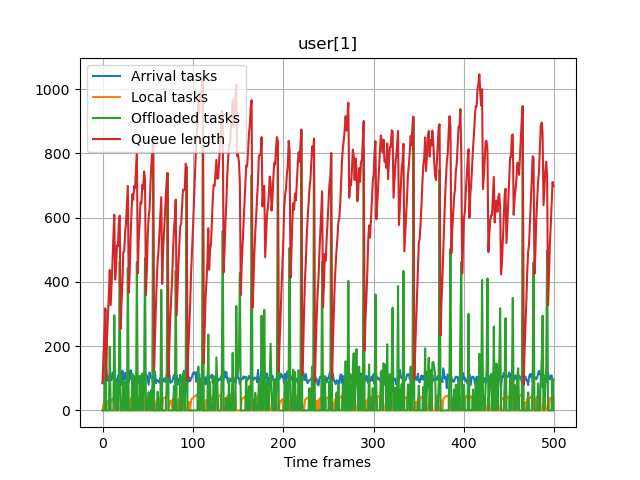 user[1]
Arrival tasks
Local tasks
Offloaded tasks
Queue length
1000
800
600
400
200
0
0 100 200 300 400 500
Time frames